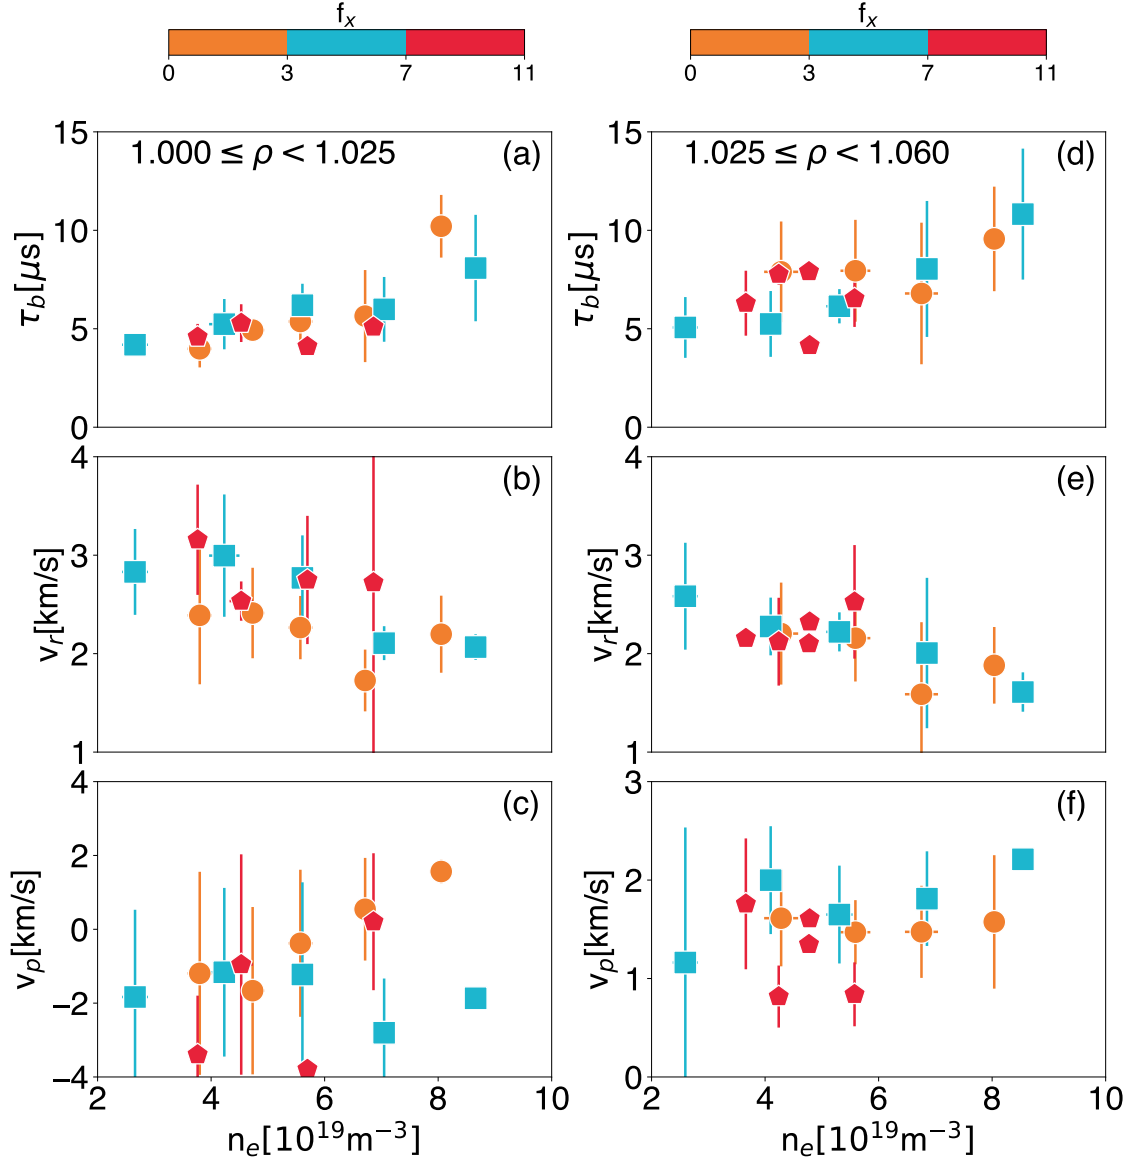 f_x f_x
0 3 7 11 0 3 7 11
15 1.000 ≤ ρ < 1.025 (a) 15 1.025 ≤ ρ < 1.060 (d)
10 10
τ_b[μs] τ_b[μs]
5 5
0 0
4 (b) 4 (e)
3 3
v_r[km/s] v_r[km/s]
2 2
1 1
4 (c) 3 (f)
2 2
0
v_p[km/s] v_p[km/s]
−2 1
−4 0
2 4 6 8 10 2 4 6 8 10
n_e[10^19m^−3] n_e[10^19m^−3]